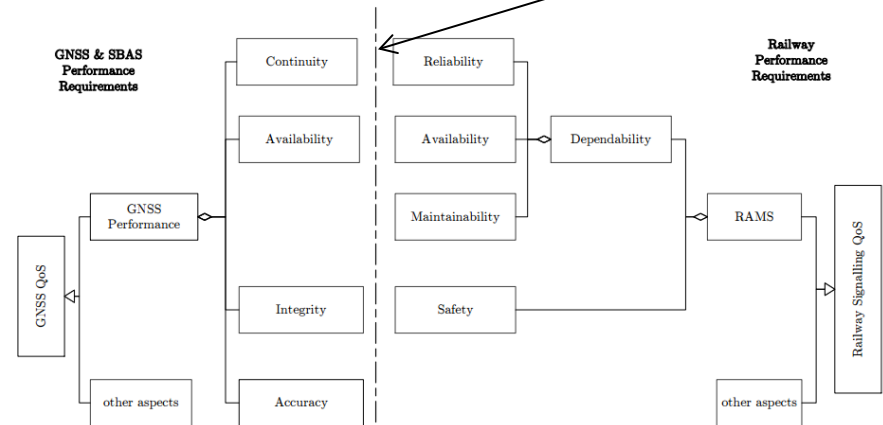 GNSS & SBAS
Performance
Requirements
Railway
Performance
Requirements
Continuity
Reliability
Availability
Availability
Dependability
GNSS
Performance
Maintainability
RAMS
GNSS QoS
Railway Signalling QoS
Integrity
Safety
other aspects
Accuracy
other aspects